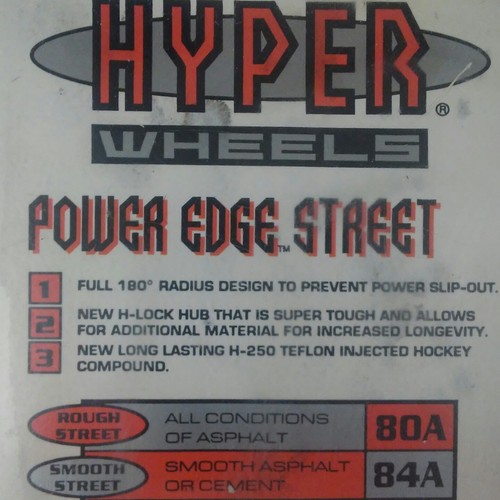 HYPER®
WHEELS
POWER EDGE™ STREET
1 FULL 180° RADIUS DESIGN TO PREVENT POWER SLIP-OUT.
2 NEW H-LOCK HUB THAT IS SUPER TOUGH AND ALLOWS
FOR ADDITIONAL MATERIAL FOR INCREASED LONGEVITY.
3 NEW LONG LASTING H-250 TEFLON INJECTED HOCKEY
COMPOUND.
ROUGH STREET ALL CONDITIONS OF ASPHALT 80A
SMOOTH STREET SMOOTH ASPHALT OR CEMENT 84A